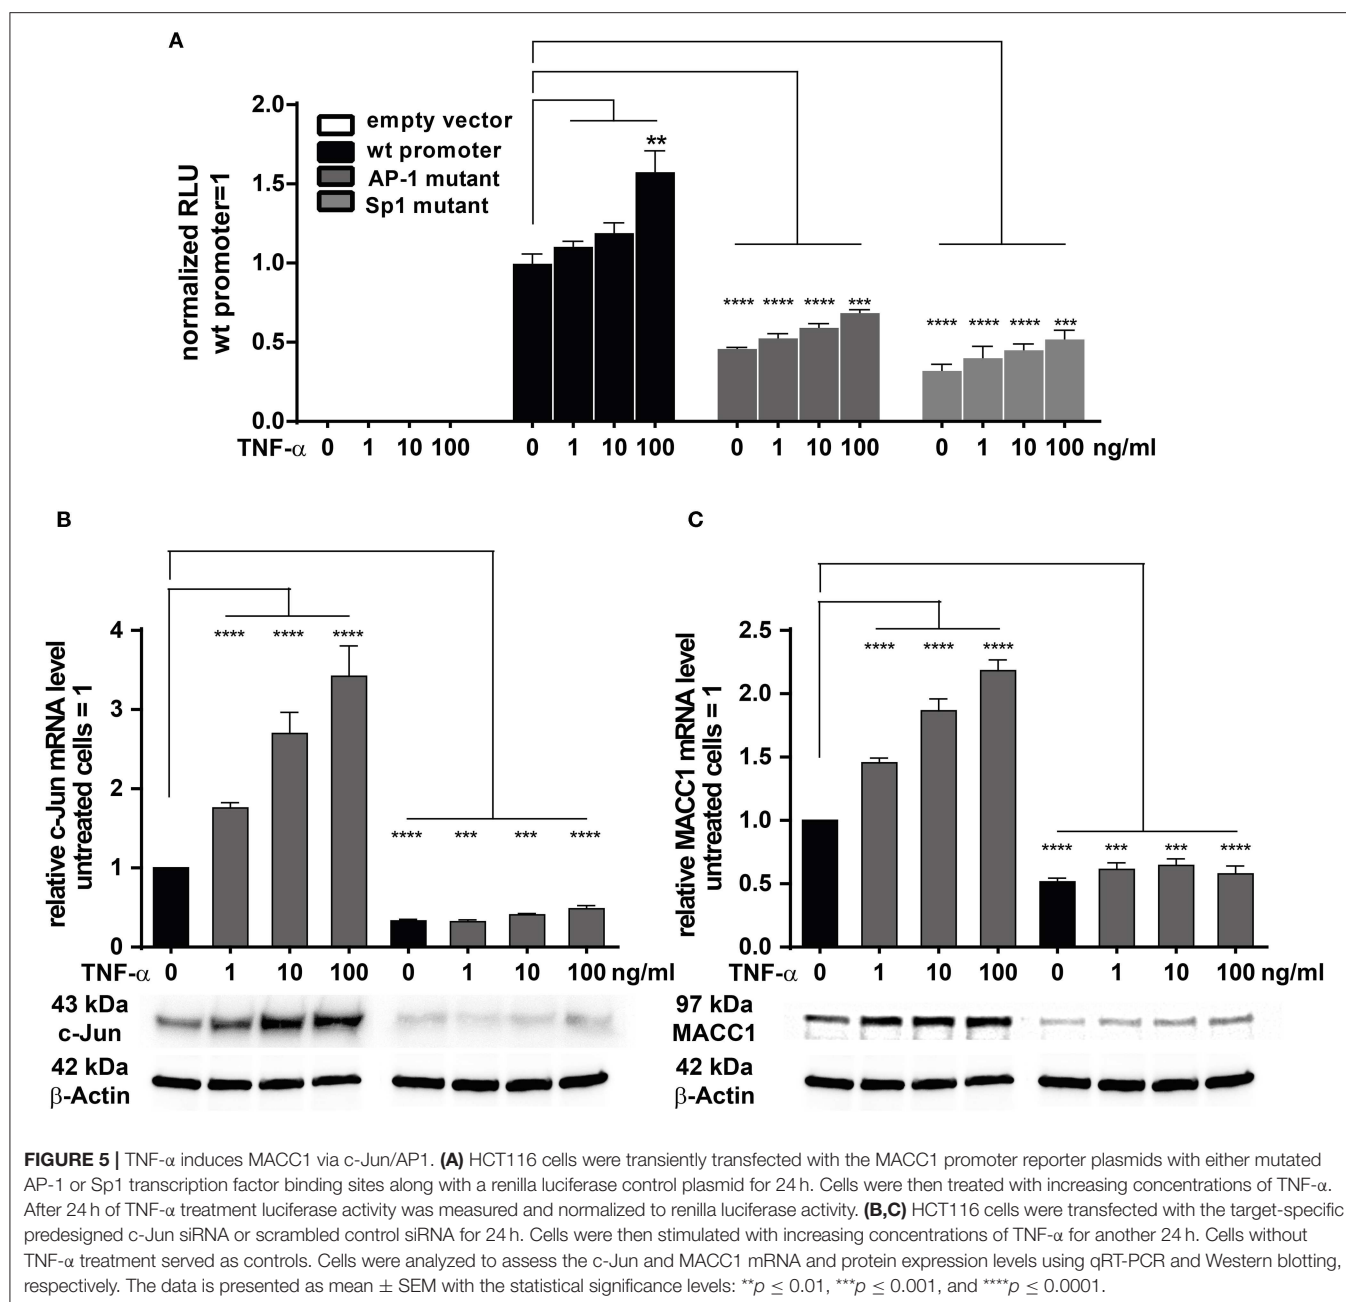 A
2.0
1.5
1.0
0.5
0.0
normalized RLU
wt promoter=1
empty vector
wt promoter
AP-1 mutant
Sp1 mutant
**
**** **** **** ***
**** **** **** ***
TNF-α 0 1 10 100 0 1 10 100 0 1 10 100 0 1 10 100 ng/ml
B
4
3
2
1
0
relative c-Jun mRNA level
untreated cells = 1
**** **** ****
**** *** *** ****
TNF-α 0 1 10 100 0 1 10 100 ng/ml
43 kDa
c-Jun
42 kDa
β-Actin
C
2.5
2.0
1.5
1.0
0.5
0.0
relative MACC1 mRNA level
untreated cells = 1
**** **** ****
**** *** *** ****
TNF-α 0 1 10 100 0 1 10 100 ng/ml
97 kDa
MACC1
42 kDa
β-Actin
FIGURE 5 | TNF-α induces MACC1 via c-Jun/AP1. (A) HCT116 cells were transiently transfected with the MACC1 promoter reporter plasmids with either mutated
AP-1 or Sp1 transcription factor binding sites along with a renilla luciferase control plasmid for 24 h. Cells were then treated with increasing concentrations of TNF-α.
After 24 h of TNF-α treatment luciferase activity was measured and normalized to renilla luciferase activity. (B,C) HCT116 cells were transfected with the target-specific
predesigned c-Jun siRNA or scrambled control siRNA for 24 h. Cells were then stimulated with increasing concentrations of TNF-α for another 24 h. Cells without
TNF-α treatment served as controls. Cells were analyzed to assess the c-Jun and MACC1 mRNA and protein expression levels using qRT-PCR and Western blotting,
respectively. The data is presented as mean ± SEM with the statistical significance levels: **p ≤ 0.01, ***p ≤ 0.001, and ****p ≤ 0.0001.